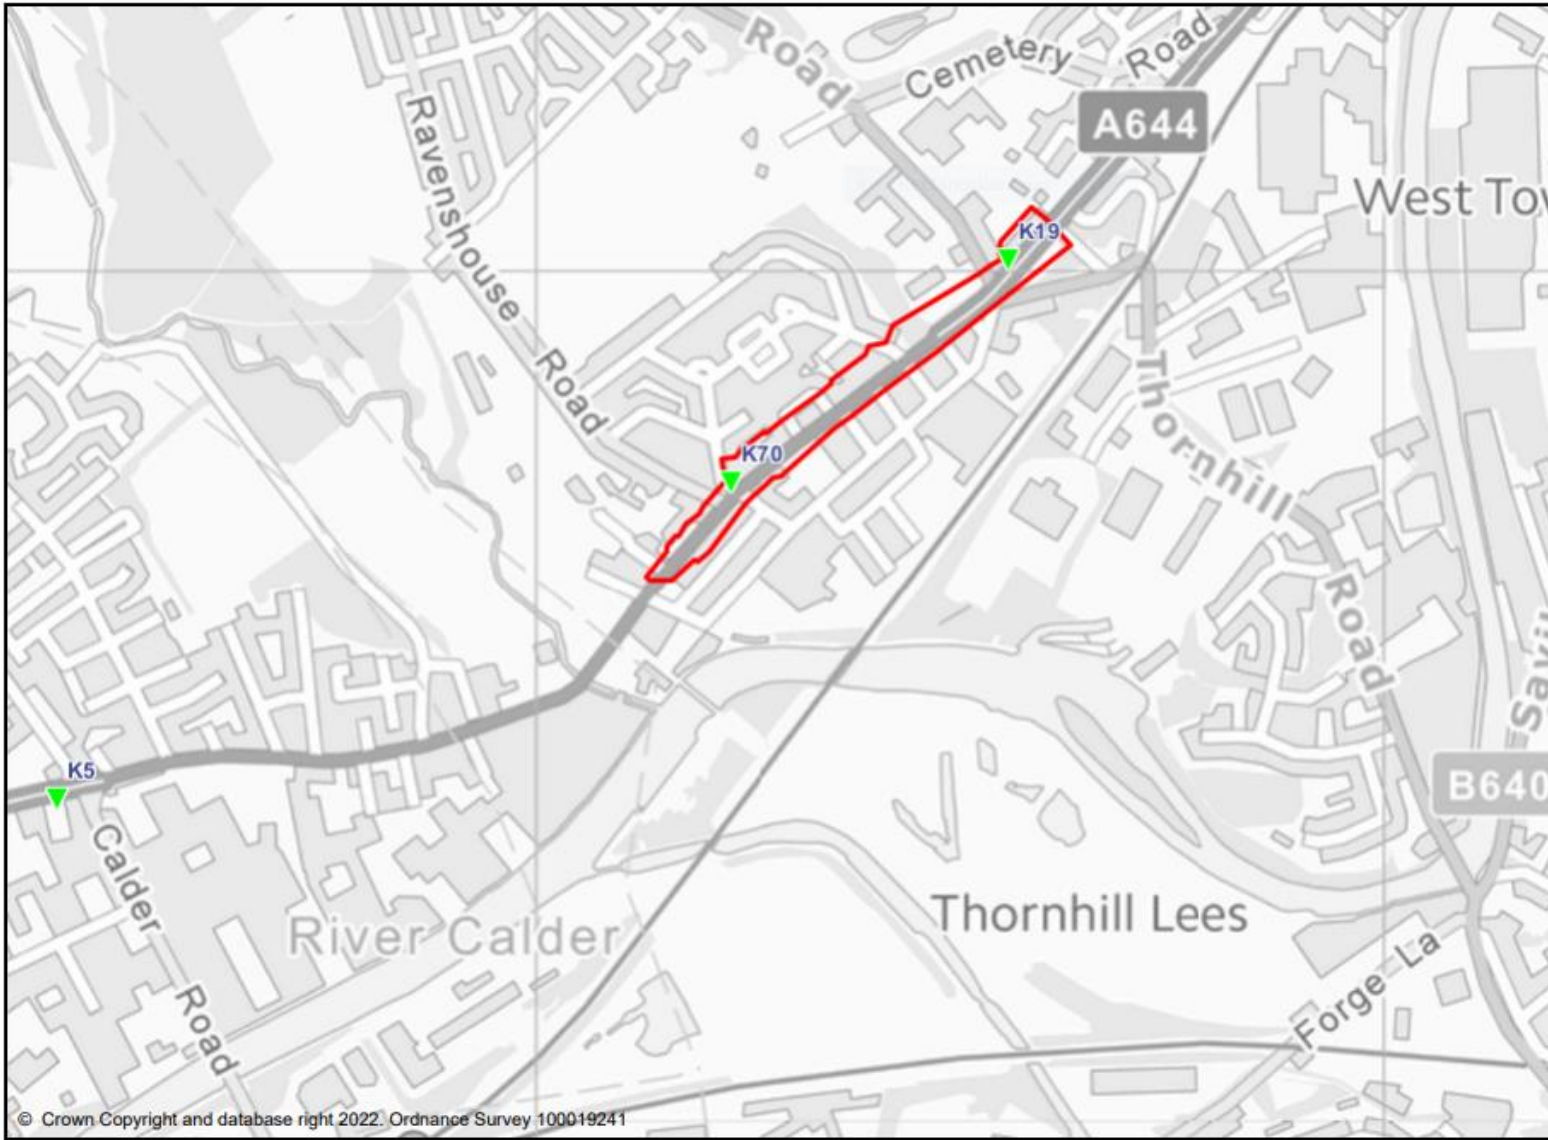 Road
Cemetery
Road
A644
Ravenshouse
West Tow
K19
Road
Thornhill
K70
Road
K5
B640
Calder
River Calder
Thornhill Lees
Forge La
Road
© Crown Copyright and database right 2022. Ordnance Survey 100019241